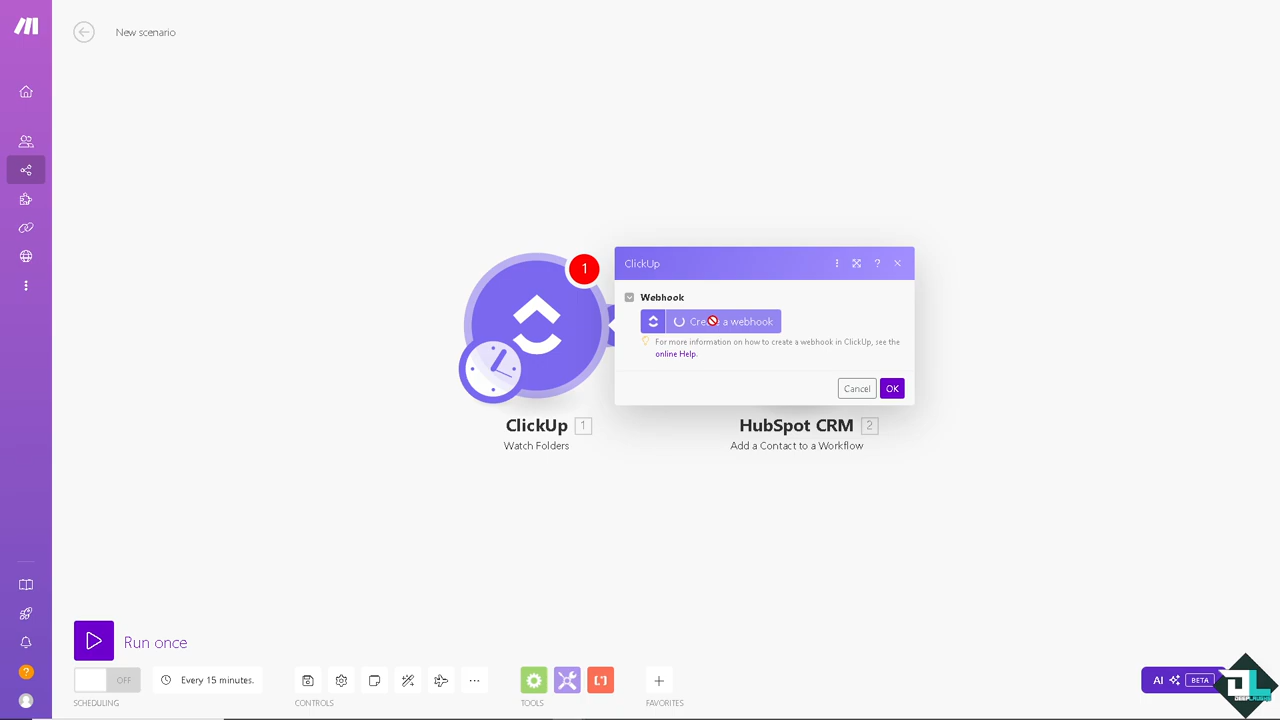 New scenario
1
ClickUp
Webhook
Create a webhook
For more information on how to create a webhook in ClickUp, see the
online Help.
Cancel
OK
ClickUp 1
Watch Folders
HubSpot CRM 2
Add a Contact to a Workflow
Run once
OFF
Every 15 minutes.
SCHEDULING
CONTROLS
TOOLS
FAVORITES
AI
BETA